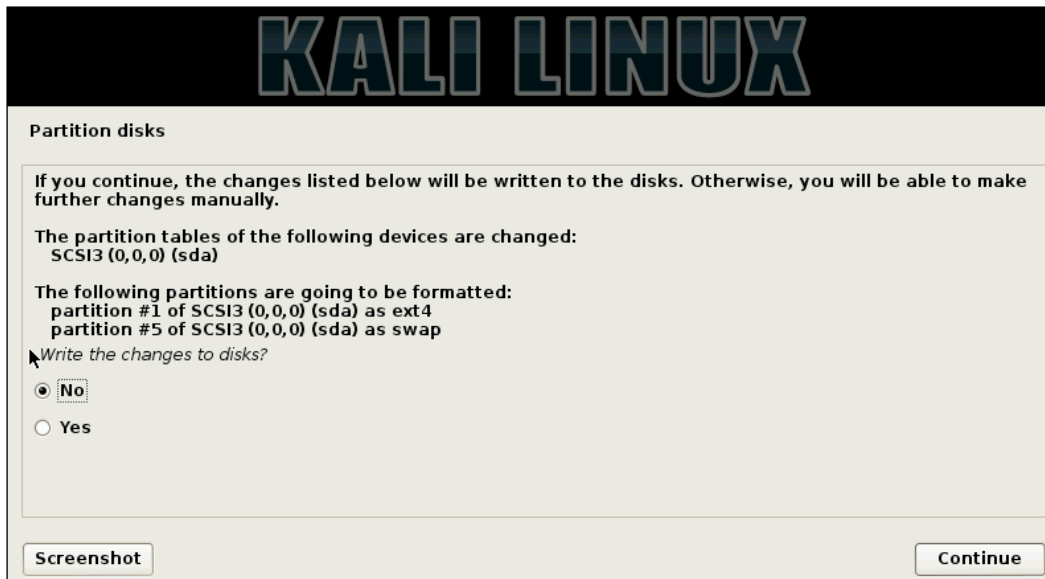 KALI LINUX
Partition disks
If you continue, the changes listed below will be written to the disks. Otherwise, you will be able to make
further changes manually.
The partition tables of the following devices are changed:
SCSI3 (0,0,0) (sda)
The following partitions are going to be formatted:
partition #1 of SCSI3 (0,0,0) (sda) as ext4
partition #5 of SCSI3 (0,0,0) (sda) as swap
Write the changes to disks?
No
Yes
Screenshot
Continue